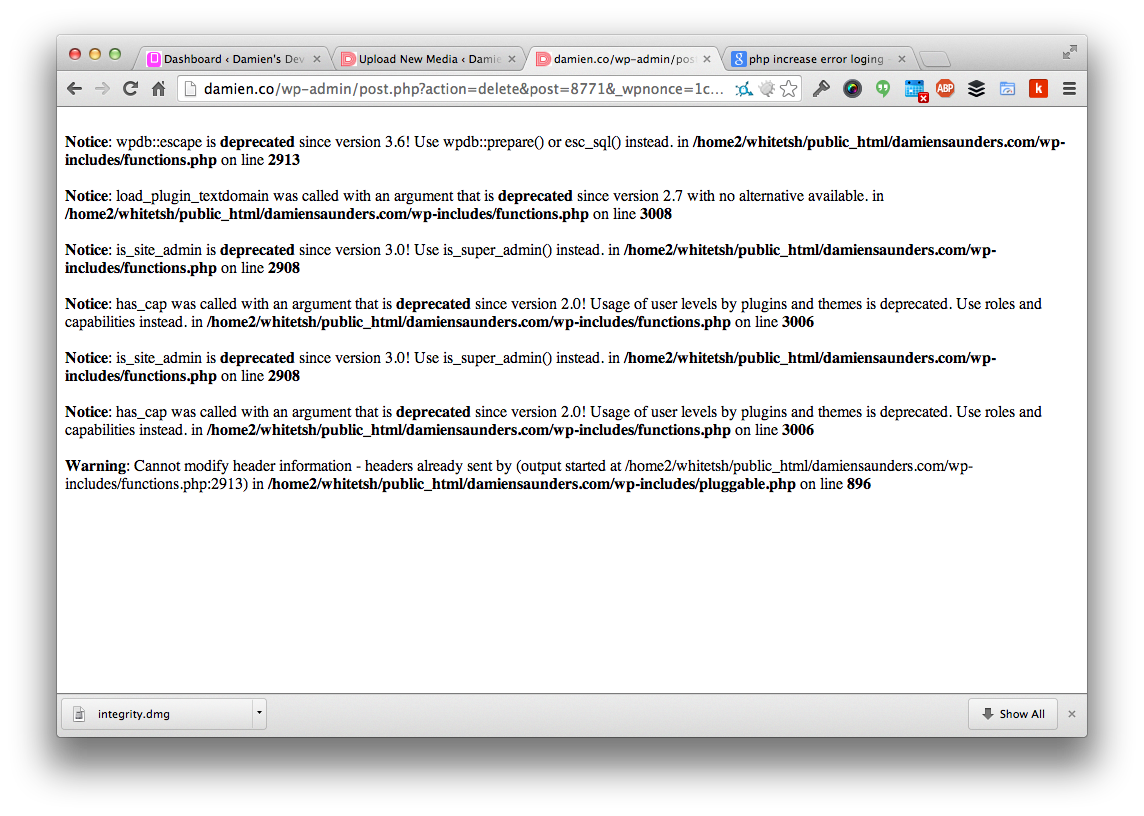 Dashboard ‹ Damien's Dev
Upload New Media ‹ Damie
damien.co/wp-admin/pos
php increase error loging
damien.co/wp-admin/post.php?action=delete&post=8771&_wpnonce=1c...
ABP
k
Notice: wpdb::escape is deprecated since version 3.6! Use wpdb::prepare() or esc_sql() instead. in /home2/whitetsh/public_html/damiensaunders.com/wp-
includes/functions.php on line 2913
Notice: load_plugin_textdomain was called with an argument that is deprecated since version 2.7 with no alternative available. in
/home2/whitetsh/public_html/damiensaunders.com/wp-includes/functions.php on line 3008
Notice: is_site_admin is deprecated since version 3.0! Use is_super_admin() instead. in /home2/whitetsh/public_html/damiensaunders.com/wp-
includes/functions.php on line 2908
Notice: has_cap was called with an argument that is deprecated since version 2.0! Usage of user levels by plugins and themes is deprecated. Use roles and
capabilities instead. in /home2/whitetsh/public_html/damiensaunders.com/wp-includes/functions.php on line 3006
Notice: is_site_admin is deprecated since version 3.0! Use is_super_admin() instead. in /home2/whitetsh/public_html/damiensaunders.com/wp-
includes/functions.php on line 2908
Notice: has_cap was called with an argument that is deprecated since version 2.0! Usage of user levels by plugins and themes is deprecated. Use roles and
capabilities instead. in /home2/whitetsh/public_html/damiensaunders.com/wp-includes/functions.php on line 3006
Warning: Cannot modify header information - headers already sent by (output started at /home2/whitetsh/public_html/damiensaunders.com/wp-
includes/functions.php:2913) in /home2/whitetsh/public_html/damiensaunders.com/wp-includes/pluggable.php on line 896
integrity.dmg
Show All